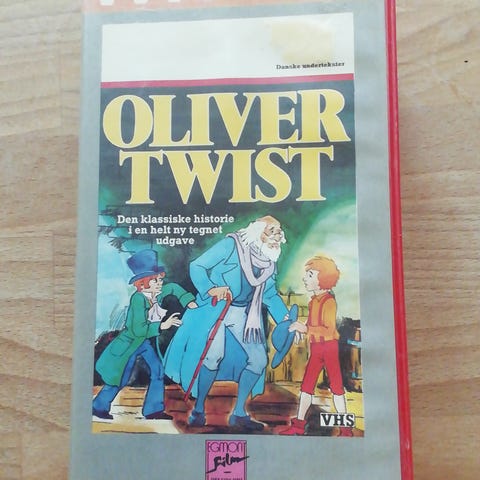 Danske undertekster
OLIVER
TWIST
Den klassiske historie
i en helt ny tegnet
udgave
VHS
EGMONT
film